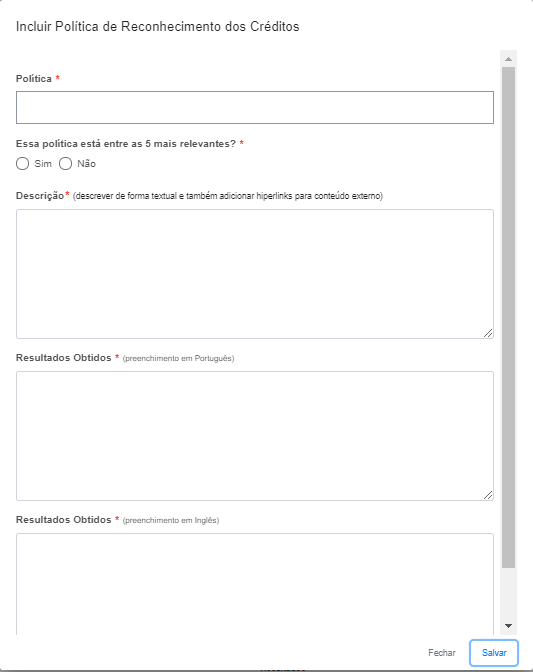 Incluir Política de Reconhecimento dos Créditos
Política *
Essa política está entre as 5 mais relevantes? *
Sim Não
Descrição* (descrever de forma textual e também adicionar hiperlinks para conteúdo externo)
Resultados Obtidos * (preenchimento em Português)
Resultados Obtidos * (preenchimento em Inglês)
Fechar Salvar